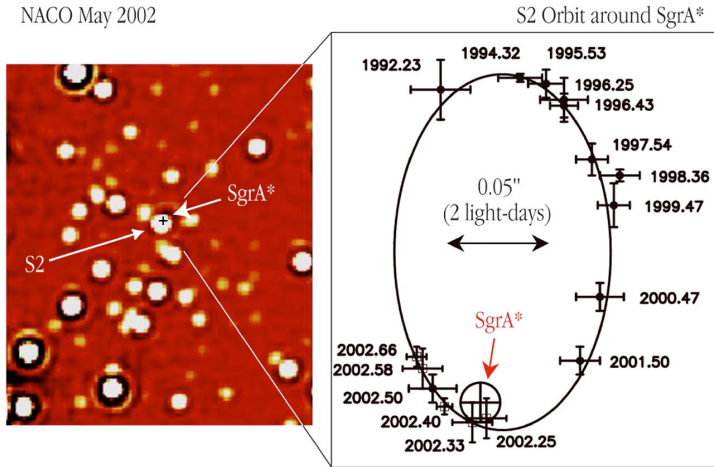 NACO May 2002
S2 Orbit around SgrA*
SgrA*
S2
1992.23
1994.32
1995.53
1996.25
1996.43
1997.54
1998.36
1999.47
0.05"
(2 light-days)
2000.47
SgrA*
2001.50
2002.66
2002.58
2002.50
2002.40
2002.33
2002.25